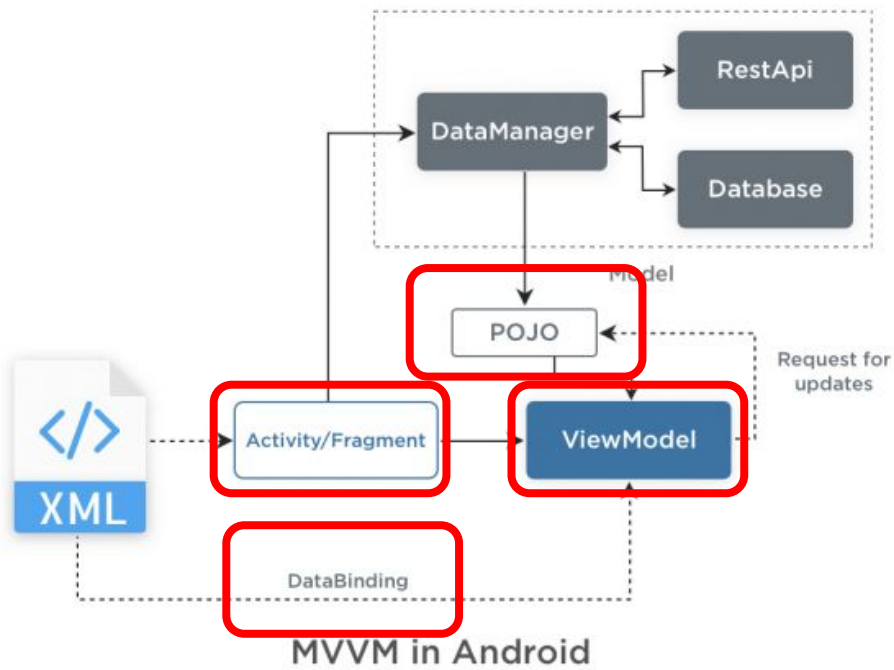 RestApi
DataManager
Database
Model
POJO
Request for
updates
</>
XML
Activity/Fragment
ViewModel
DataBinding
MVVM in Android